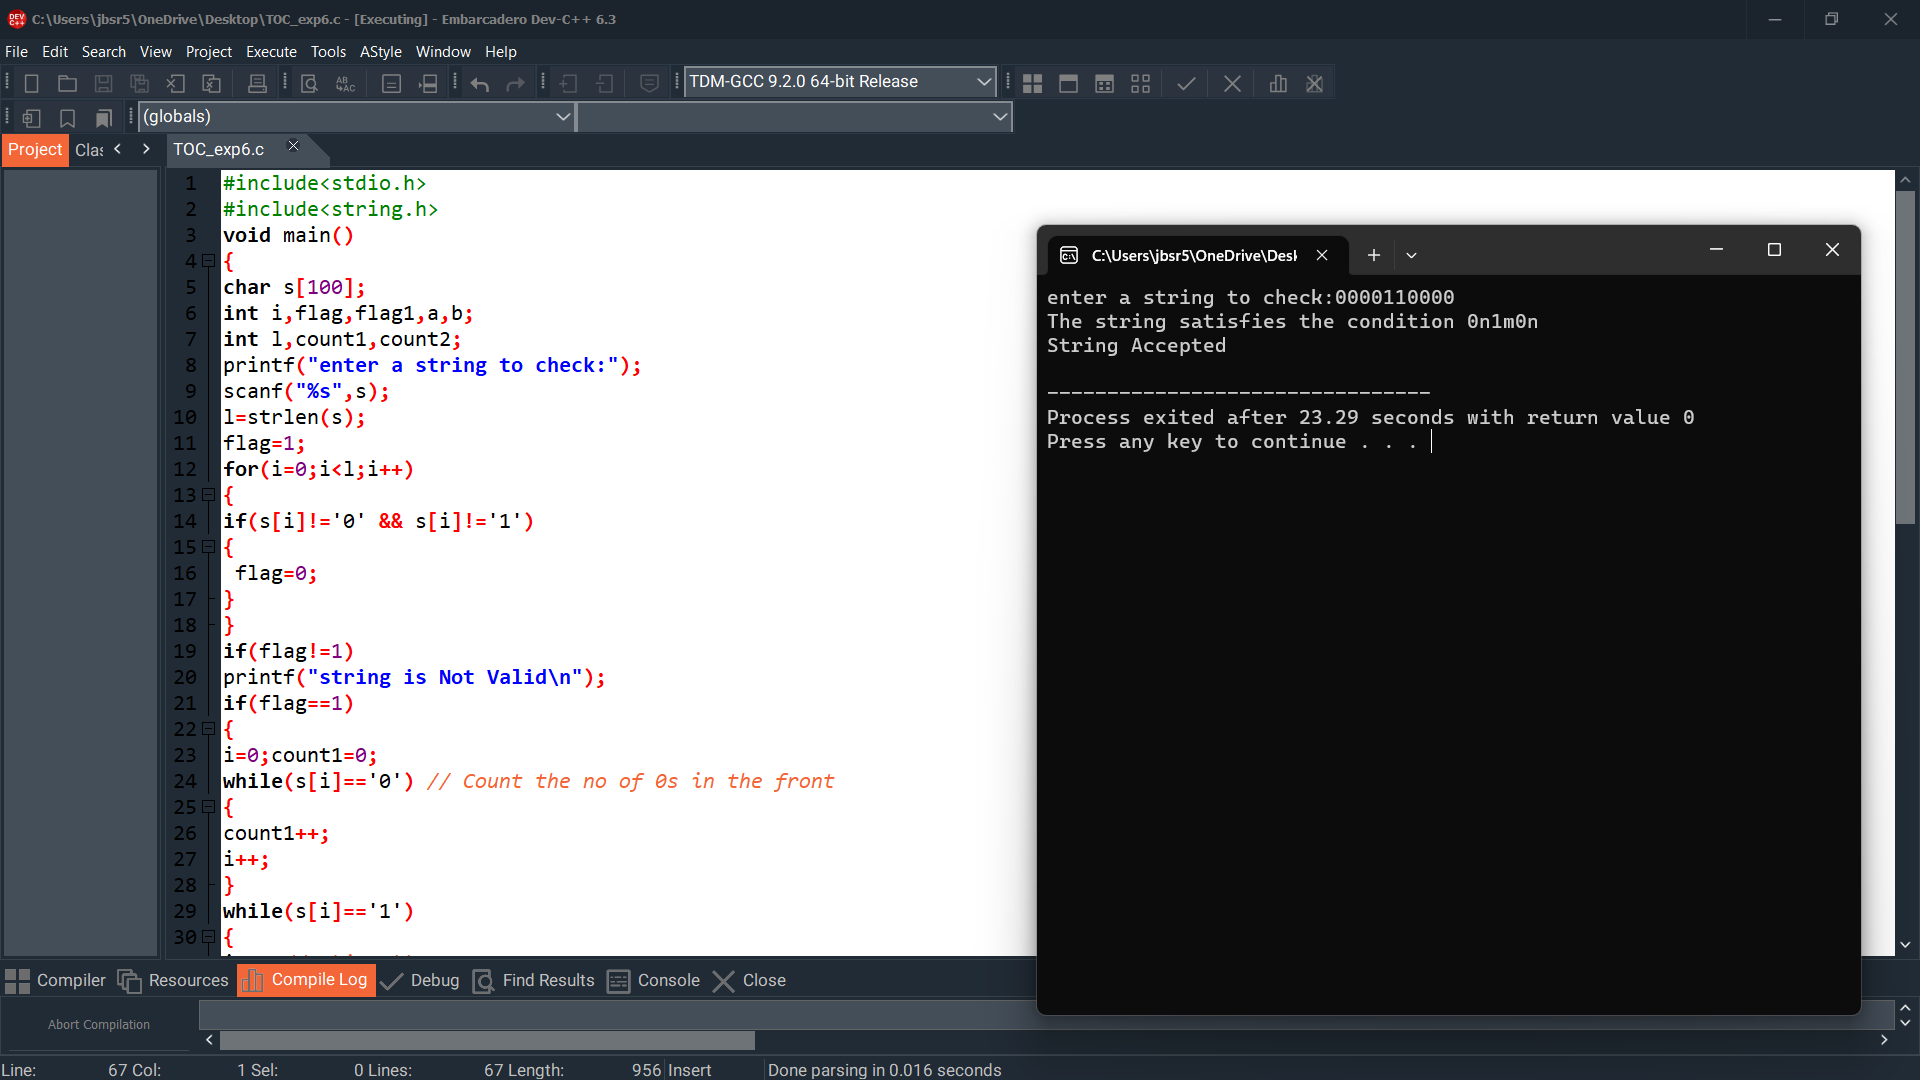 C:\Users\jbsr5\OneDrive\Desktop\TOC_exp6.c - [Executing] - Embarcadero Dev-C++ 6.3
File Edit Search View Project Execute Tools AStyle Window Help
TDM-GCC 9.2.0 64-bit Release
(globals)
Project Clas TOC_exp6.c
1 #include<stdio.h>
2 #include<string.h>
3 void main()
4 {
5 char s[100];
6 int i,flag,flag1,a,b;
7 int l,count1,count2;
8 printf("enter a string to check:");
9 scanf("%s",s);
10 l=strlen(s);
11 flag=1;
12 for(i=0;i<l;i++)
13 {
14 if(s[i]!='0' && s[i]!='1')
15 {
16 flag=0;
17 }
18 }
19 if(flag!=1)
20 printf("string is Not Valid\n");
21 if(flag==1)
22 {
23 i=0;count1=0;
24 while(s[i]=='0') // Count the no of 0s in the front
25 {
26 count1++;
27 i++;
28 }
29 while(s[i]=='1')
30 {
C:\Users\jbsr5\OneDrive\Desl
enter a string to check:0000110000
The string satisfies the condition 0n1m0n
String Accepted
--------------------------------
Process exited after 23.29 seconds with return value 0
Press any key to continue . . .
Compiler Resources Compile Log Debug Find Results Console Close
Abort Compilation
Line: 67 Col: 1 Sel: 0 Lines: 67 Length: 956 Insert Done parsing in 0.016 seconds